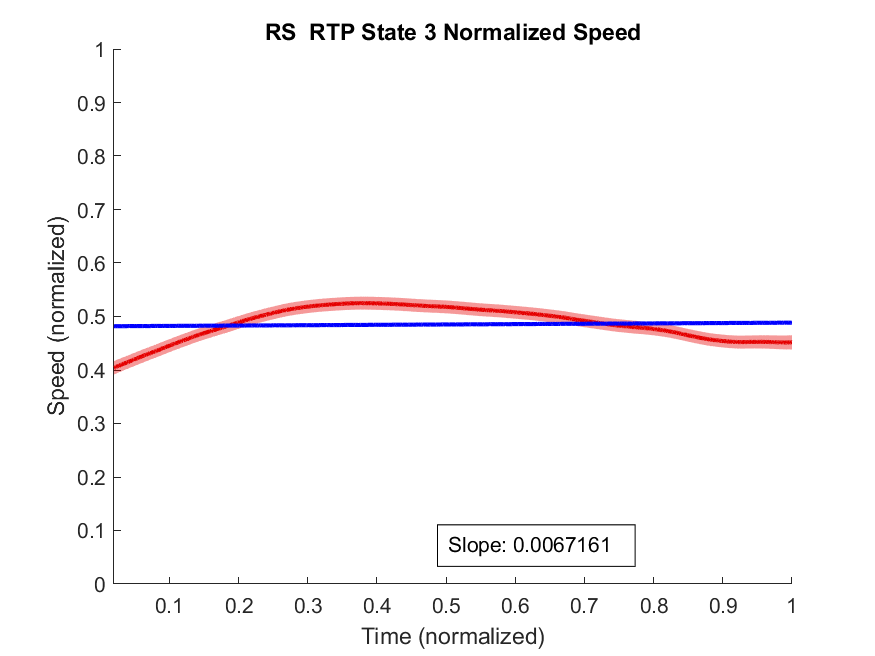 RS  RTP State 3 Normalized Speed
1
0.9
0.8
0.7
0.6
0.5
0.4
0.3
0.2
0.1
0
Speed (normalized)
Slope: 0.0067161
0.1 0.2 0.3 0.4 0.5 0.6 0.7 0.8 0.9 1
Time (normalized)